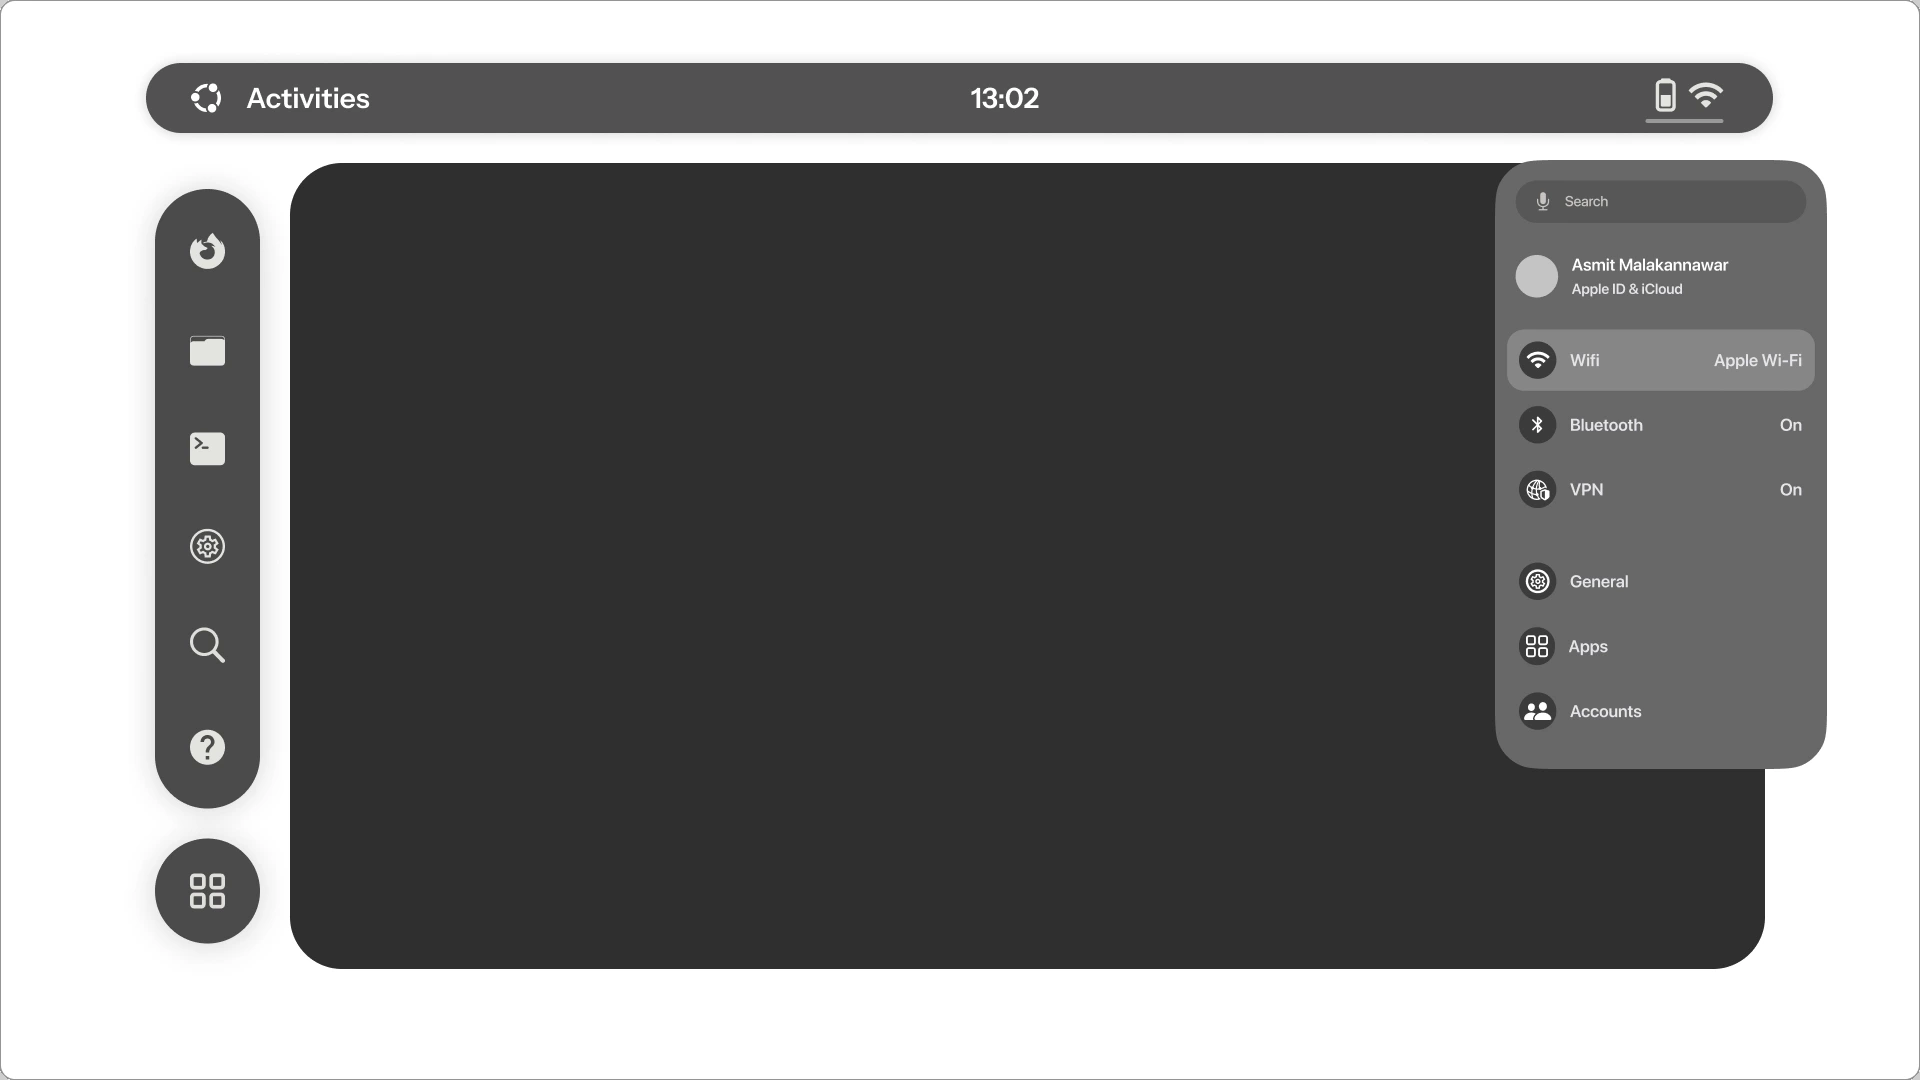 Activities
13:02
Search
Asmit Malakannawar
Apple ID & iCloud
Wifi Apple Wi-Fi
Bluetooth On
VPN On
General
Apps
Accounts